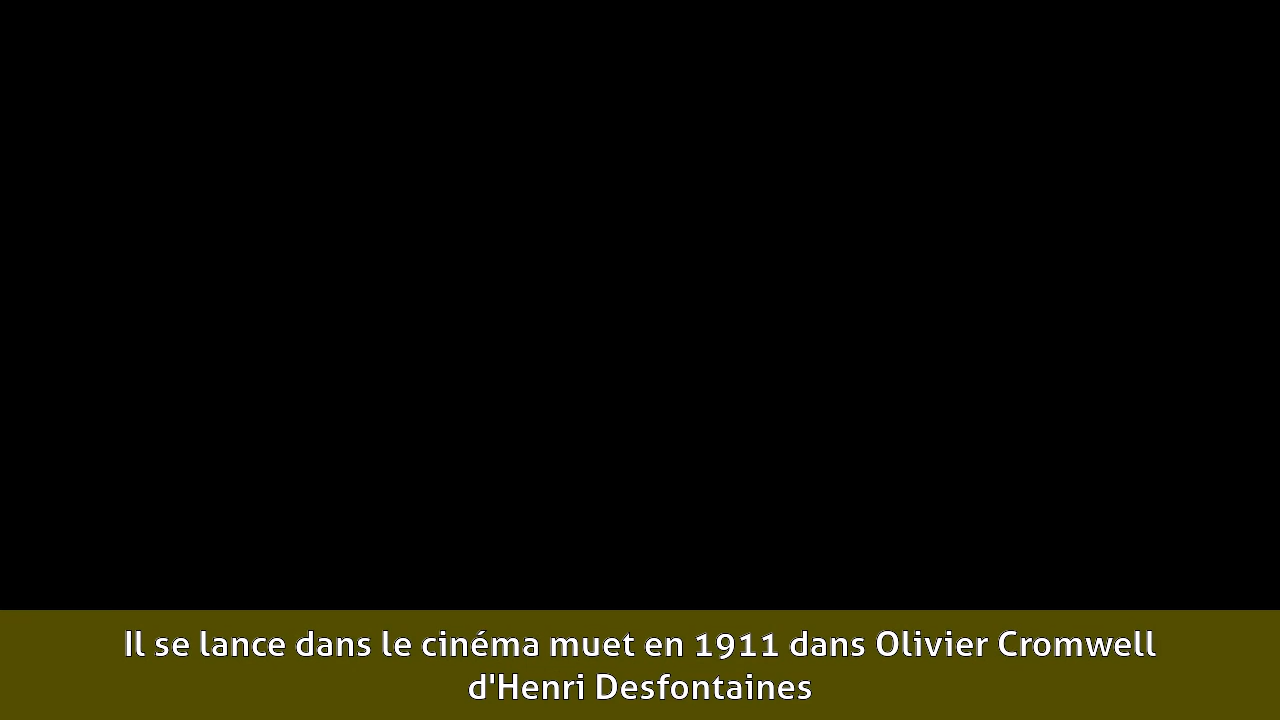 Il se lance dans le cinéma muet en 1911 dans Olivier Cromwell
d'Henri Desfontaines